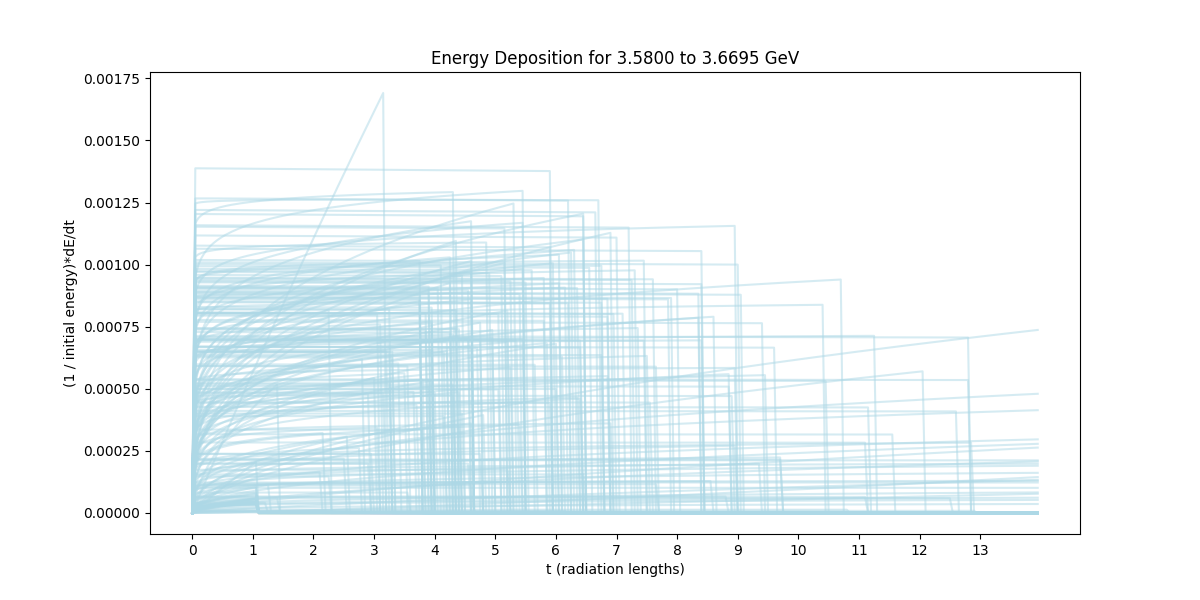 Energy Deposition for 3.5800 to 3.6695 GeV
(1 / initial energy)*dE/dt
0.00175
0.00150
0.00125
0.00100
0.00075
0.00050
0.00025
0.00000
0 1 2 3 4 5 6 7 8 9 10 11 12 13
t (radiation lengths)